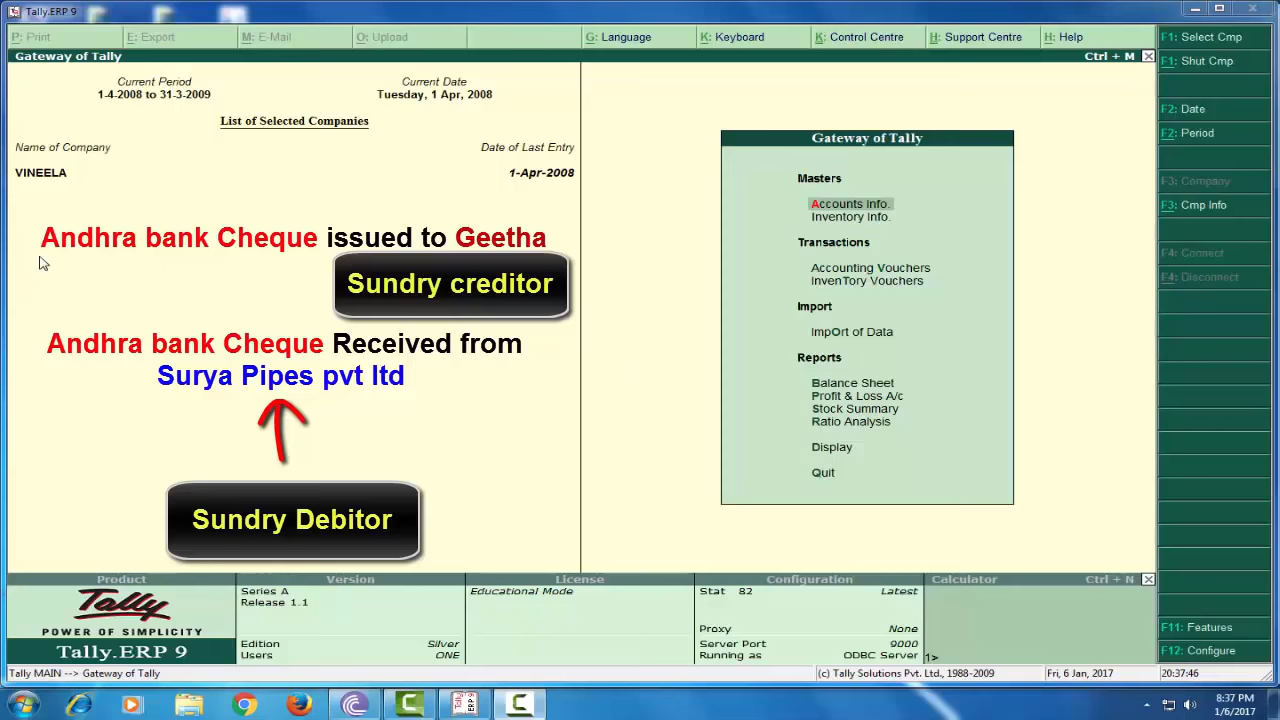 Tally.ERP 9
P: Print E: Export M: E-Mail O: Upload G: Language K: Keyboard K: Control Centre H: Support Centre H: Help
Gateway of Tally Ctrl + M
Current Period Current Date
1-4-2008 to 31-3-2009 Tuesday, 1 Apr, 2008
List of Selected Companies
Name of Company Date of Last Entry
VINEELA 1-Apr-2008
Andhra bank Cheque issued to Geetha
Sundry creditor
Andhra bank Cheque Received from
Surya Pipes pvt ltd
Sundry Debitor
Gateway of Tally
Masters
Accounts Info.
Inventory Info.
Transactions
Accounting Vouchers
InvenTory Vouchers
Import
ImpOrt of Data
Reports
Balance Sheet
Profit & Loss A/c
Stock Summary
Ratio Analysis
Display
Quit
F1: Select Cmp
F1: Shut Cmp
F2: Date
F2: Period
F3: Company
F3: Cmp Info
F4: Connect
F4: Disconnect
F11: Features
F12: Configure
Product Version License Configuration Calculator Ctrl + N
Tally
POWER OF SIMPLICITY
Tally.ERP 9
Series A
Release 1.1
Edition Silver
Users ONE
Educational Mode
Stat 82 Latest
Proxy None
Server Port 9000
Running as ODBC Server
1>
Tally MAIN --> Gateway of Tally (c) Tally Solutions Pvt. Ltd., 1988-2009 Fri, 6 Jan, 2017 20:37:46
8:37 PM
1/6/2017